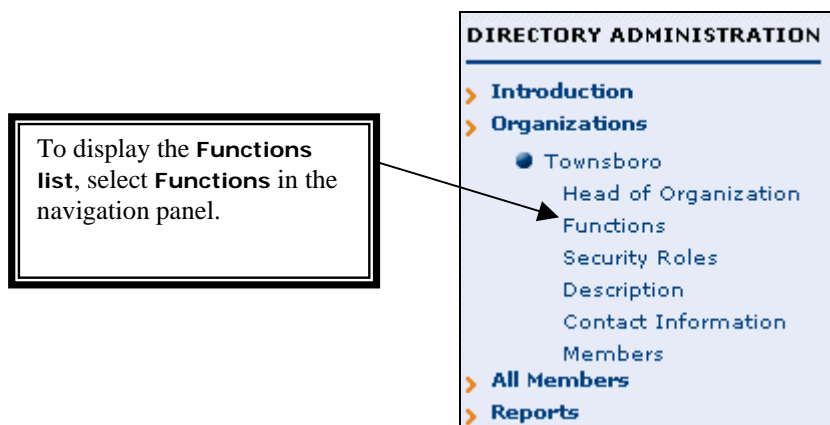 DIRECTORY ADMINISTRATION
Introduction
Organizations
Townsboro
Head of Organization
Functions
Security Roles
Description
Contact Information
Members
All Members
Reports
To display the Functions
list, select Functions in the
navigation panel.